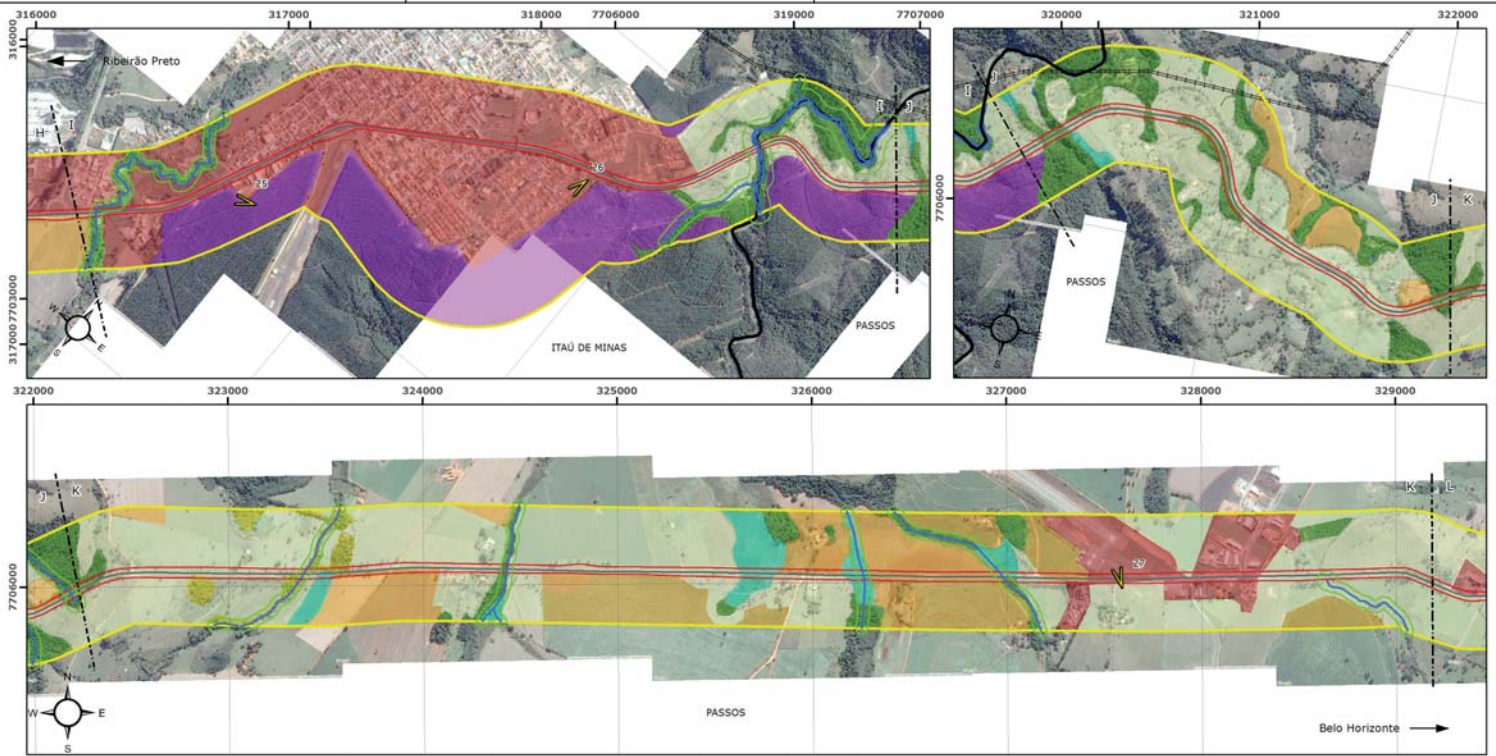 316000 317000 318000 7706000 319000 7707000
3116000
Ribeirão Preto
H I
25
26
I J
7703000
317000
W
S E
ITAÚ DE MINAS
PASSOS
320000 321000 322000
I J
7706000
J K
PASSOS
N
E
S
322000 323000 324000 325000 326000 327000 328000 329000
J K
K L
27
7706000
N
W E
S
PASSOS
Belo Horizonte